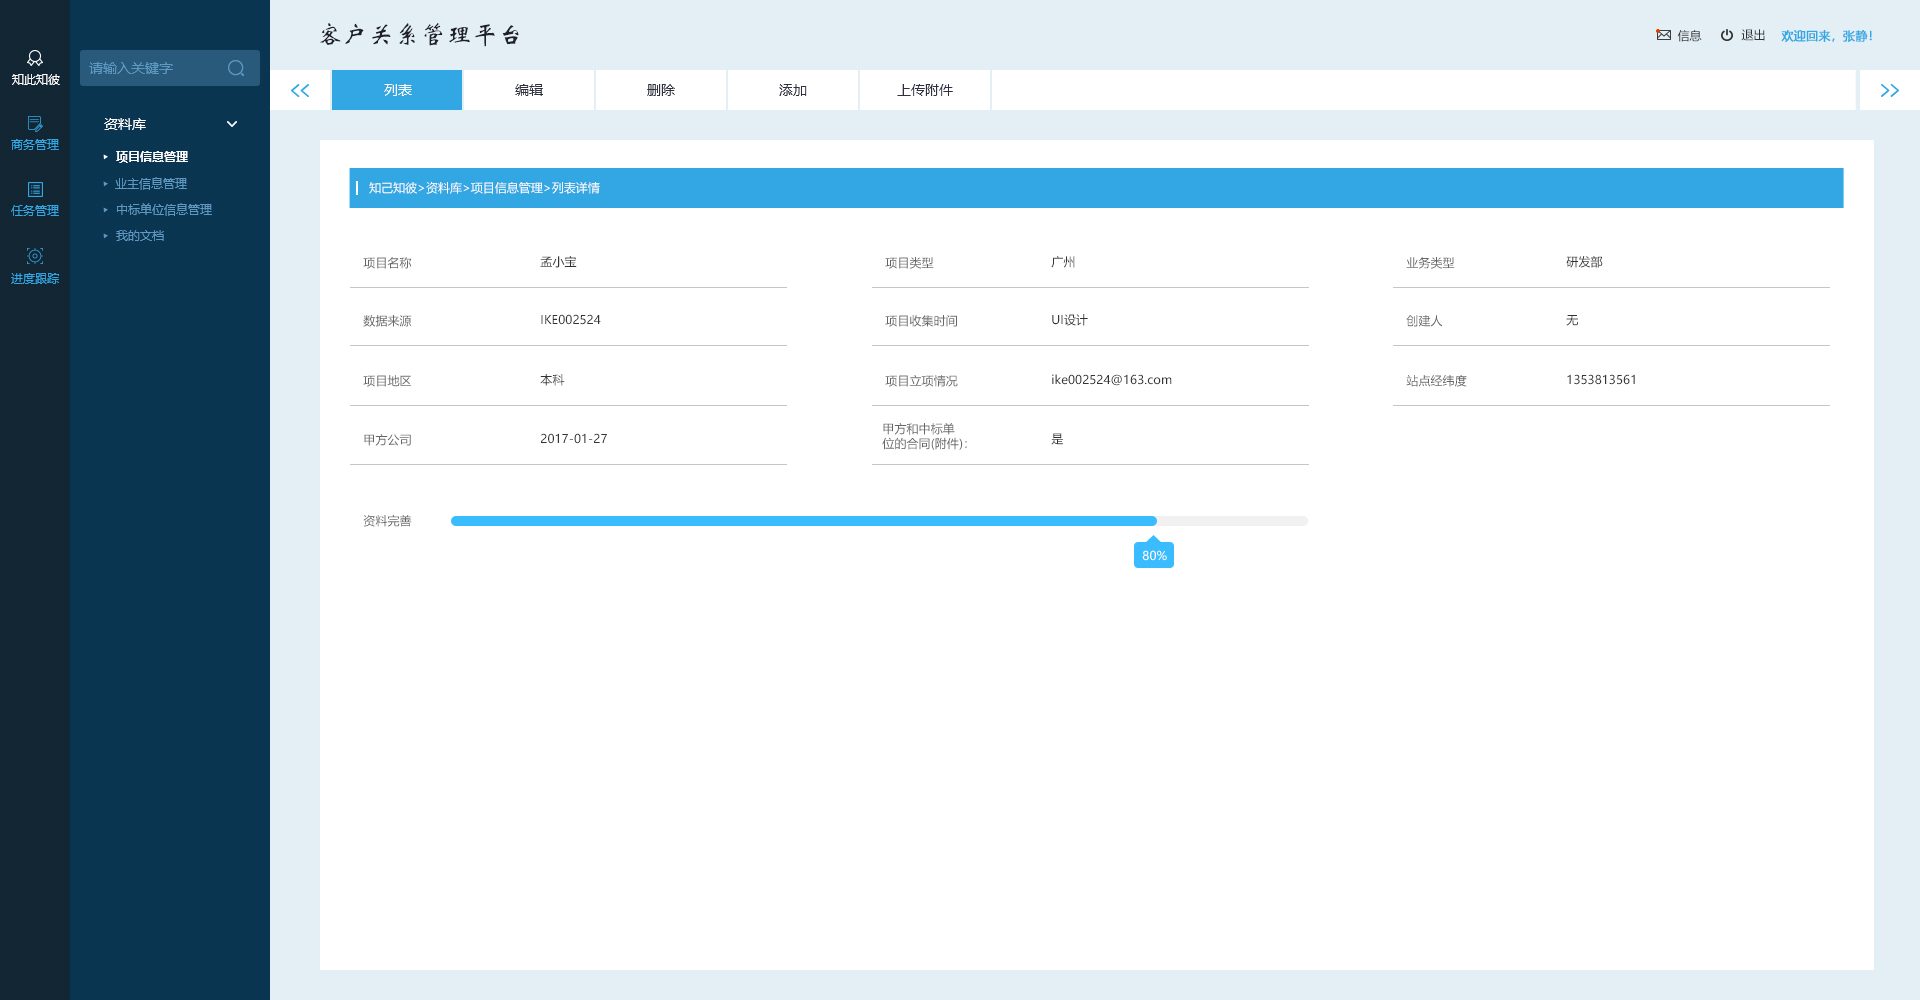 客户关系管理平台
信息
退出
欢迎回来，张静！
知此知彼
商务管理
任务管理
进度跟踪
请输入关键字
资料库
项目信息管理
业主信息管理
中标单位信息管理
我的文档
列表
编辑
删除
添加
上传附件
知己知彼>资料库>项目信息管理>列表详情
项目名称 孟小宝
项目类型 广州
业务类型 研发部
数据来源 IKE002524
项目收集时间 UI设计
创建人 无
项目地区 本科
项目立项情况 ike002524@163.com
站点经纬度 1353813561
甲方公司 2017-01-27
甲方和中标单
位的合同(附件)： 是
资料完善
80%